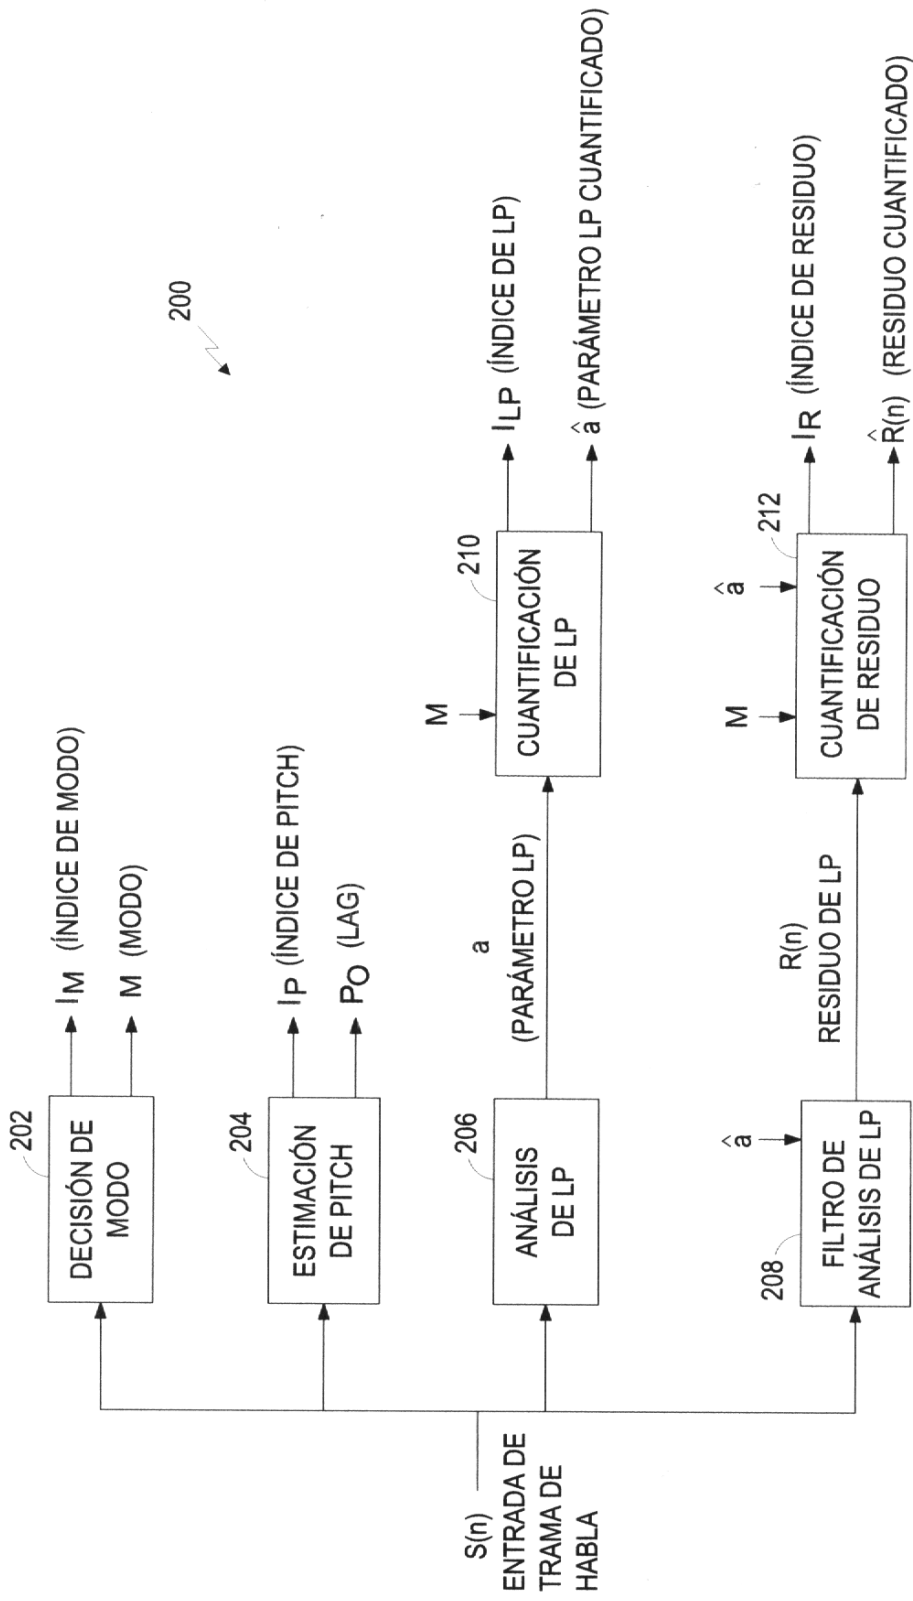 200
202
DECISIÓN DE
MODO
I_M (ÍNDICE DE MODO)
M (MODO)
204
ESTIMACIÓN
DE PITCH
I_P (ÍNDICE DE PITCH)
P_O (LAG)
S(n)
ENTRADA DE
TRAMA DE
HABLA
206
ANÁLISIS
DE LP
a
(PARÁMETRO LP)
M
210
CUANTIFICACIÓN
DE LP
I_LP (ÍNDICE DE LP)
â (PARÁMETRO LP CUANTIFICADO)
208
â
FILTRO DE
ANÁLISIS DE LP
R(n)
RESIDUO DE LP
M
â
212
CUANTIFICACIÓN
DE RESIDUO
I_R (ÍNDICE DE RESIDUO)
R̂(n) (RESIDUO CUANTIFICADO)